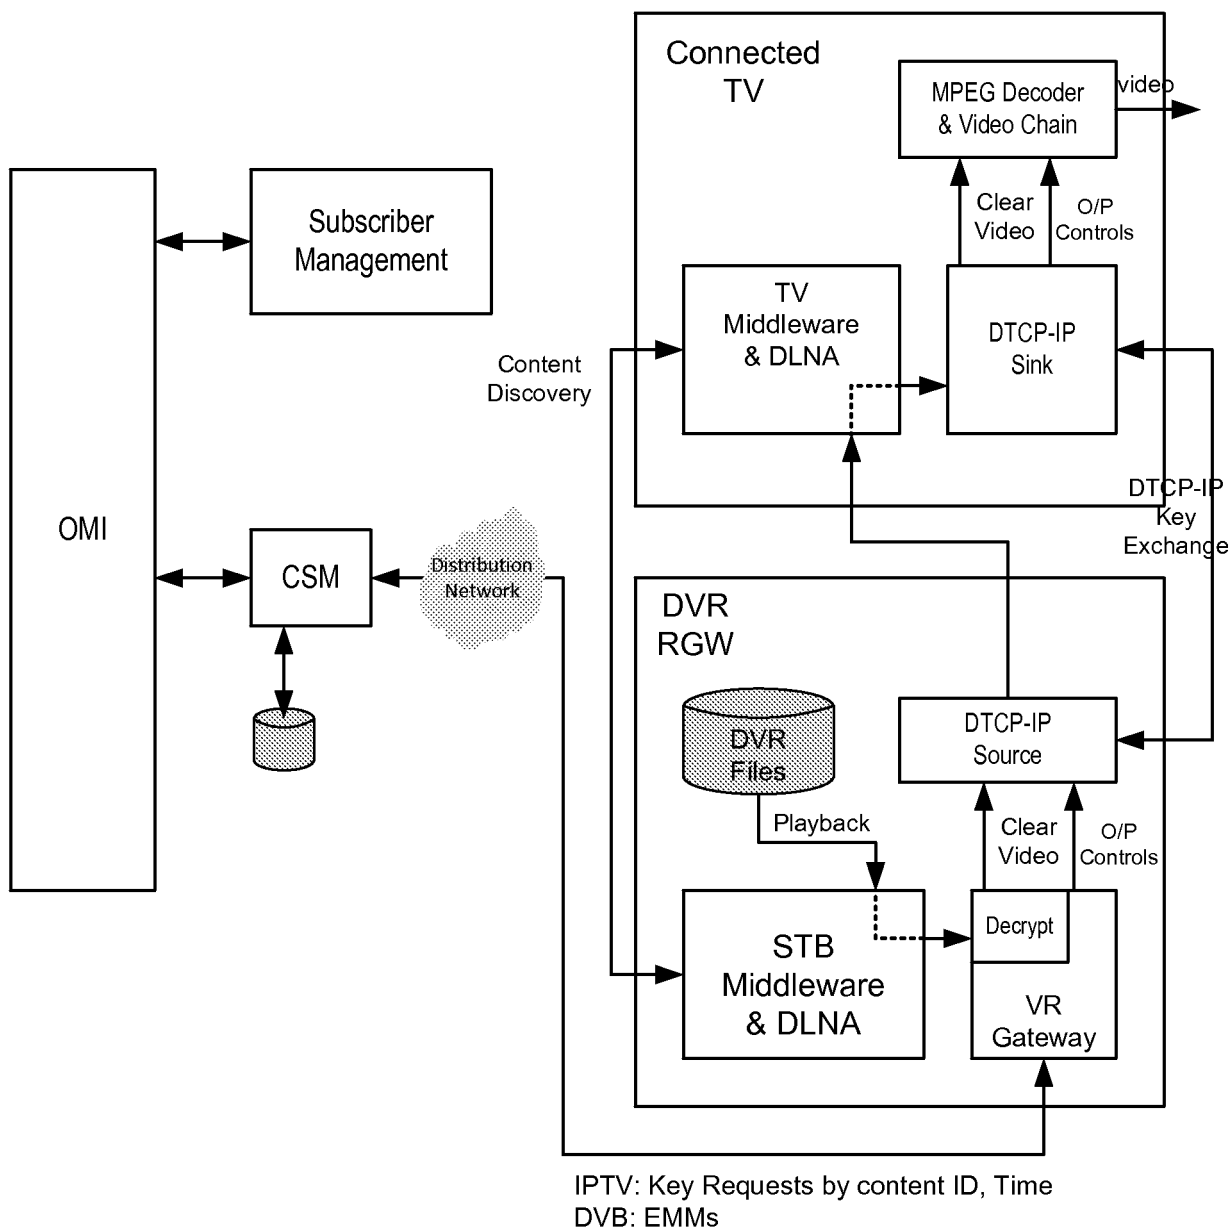 Connected
TV
MPEG Decoder
& Video Chain
video
Clear
Video
O/P
Controls
Subscriber
Management
TV
Middleware
& DLNA
DTCP-IP
Sink
Content
Discovery
OMI
CSM
Distribution
Network
DTCP-IP
Key
Exchange
DVR
RGW
DVR
Files
DTCP-IP
Source
Playback
Clear
Video
O/P
Controls
STB
Middleware
& DLNA
Decrypt
VR
Gateway
IPTV: Key Requests by content ID, Time
DVB: EMMs